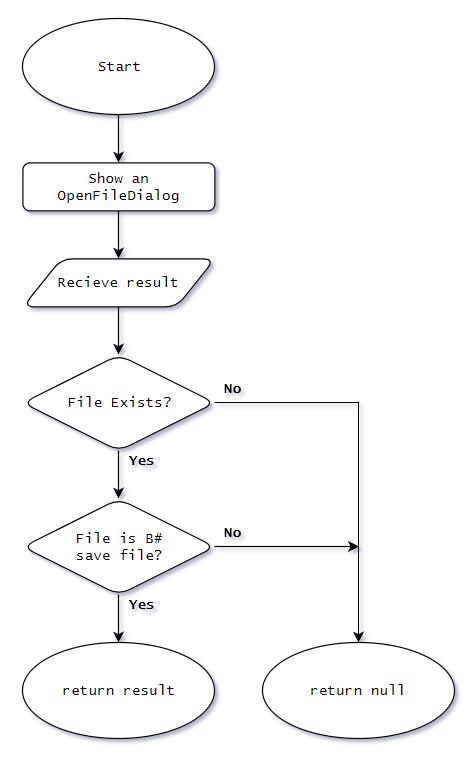 Start
Show an
OpenFileDialog
Recieve result
File Exists?
No
Yes
File is B#
save file?
No
Yes
return result
return null